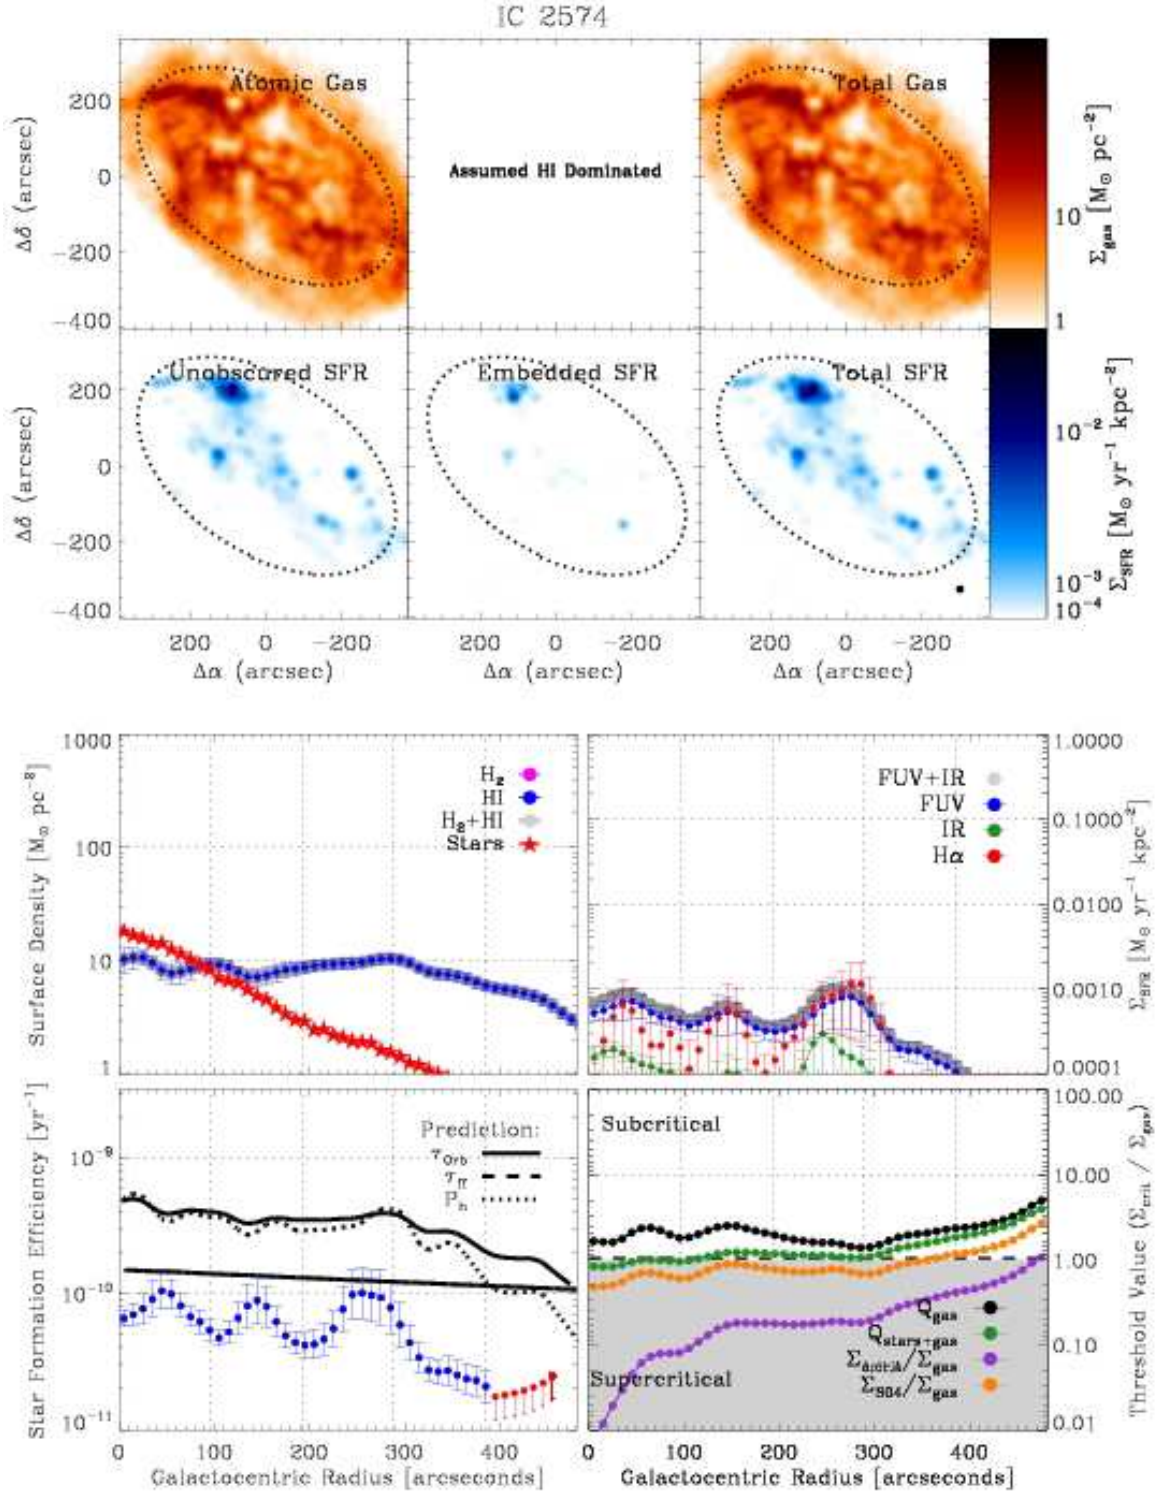 IC 2574
Atomic Gas
Total Gas
Assumed HI Dominated
200
0
−200
−400
Δδ (arcsec)
10
1
Σgas [M⊙ pc⁻²]
Unobscured SFR
Embedded SFR
Total SFR
200
0
−200
−400
Δδ (arcsec)
10⁻²
10⁻³
10⁻⁴
ΣSFR [M⊙ yr⁻¹ kpc⁻²]
200 0 −200
200 0 −200
200 0 −200
Δα (arcsec)
Δα (arcsec)
Δα (arcsec)
1000
100
10
1
Surface Density [M⊙ pc⁻²]
H₂
HI
H₂+HI
Stars
FUV+IR
FUV
IR
Hα
1.0000
0.1000
0.0100
0.0010
0.0001
ΣSFR [M⊙ yr⁻¹ kpc⁻²]
10⁻⁹
10⁻¹⁰
10⁻¹¹
Star Formation Efficiency [yr⁻¹]
Prediction:
τOrb
τff
Ph
0 100 200 300 400
Galactocentric Radius [arcseconds]
Subcritical
Supercritical
Qgas
Qstars+gas
ΣS04/Σgas
100.00
10.00
1.00
0.10
0.01
Threshold Value (Σcrit / Σgas)
0 100 200 300 400
Galactocentric Radius [arcseconds]